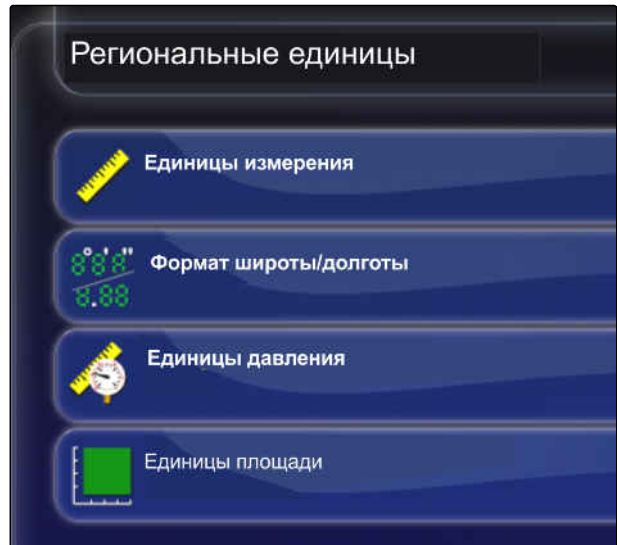 Региональные единицы
Единицы измерения
Формат широты/долготы
Единицы давления
Единицы площади